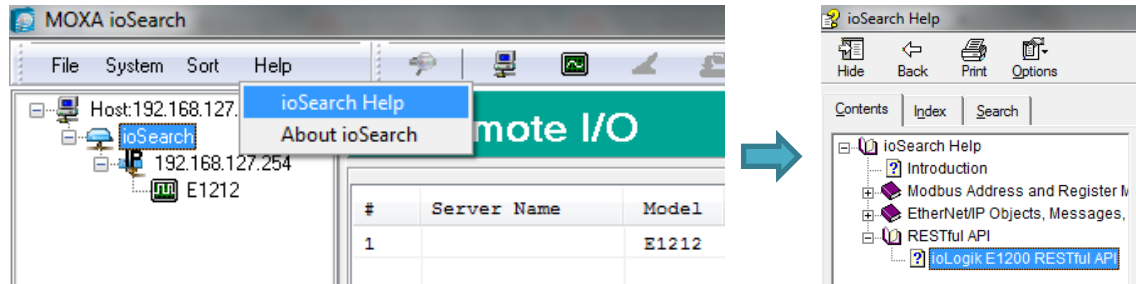 MOXA ioSearch
File System Sort Help
ioSearch Help
About ioSearch
Host:192.168.127.
ioSearch
192.168.127.254
E1212
mote I/O
# Server Name Model
1 E1212
ioSearch Help
Hide Back Print Options
Contents Index Search
ioSearch Help
Introduction
Modbus Address and Register
EtherNet/IP Objects, Messages,
RESTful API
ioLogik E1200 RESTful API